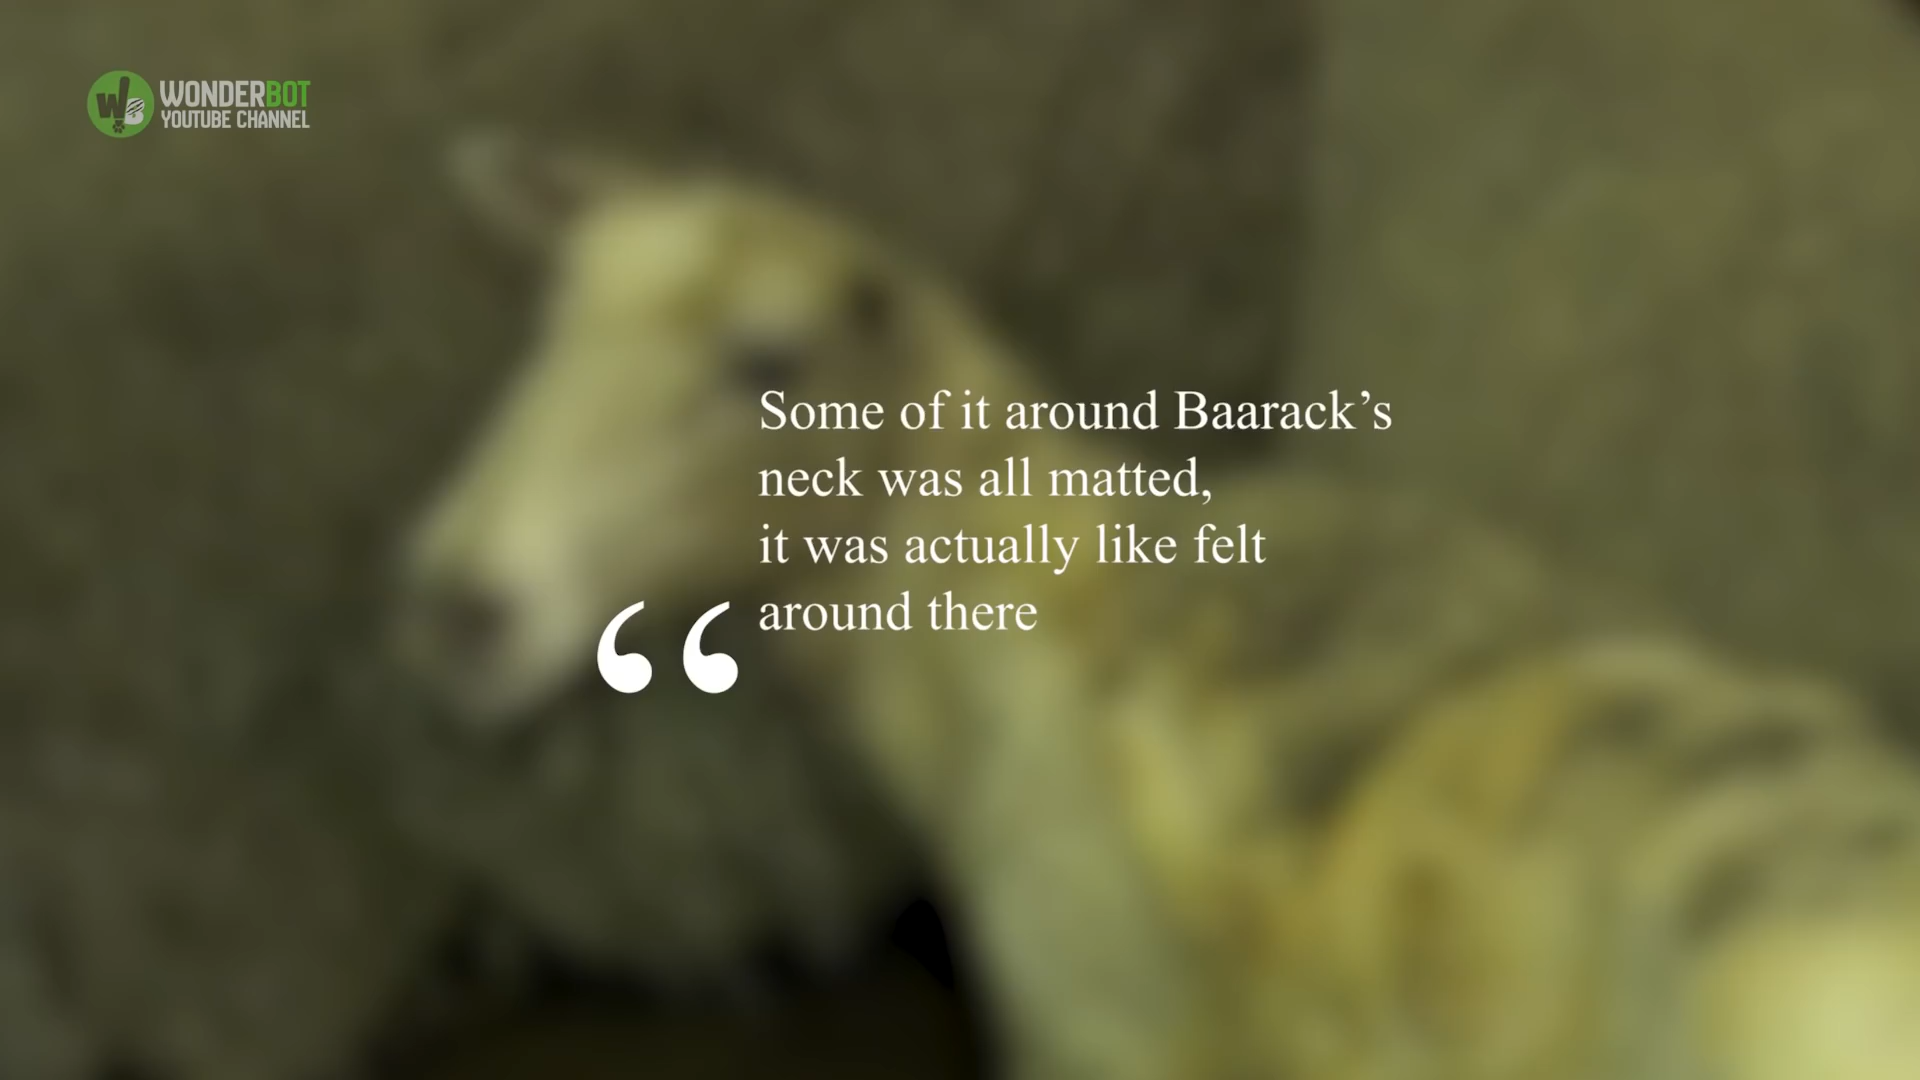 WONDERBOT
YOUTUBE CHANNEL
Some of it around Baarack’s
neck was all matted,
it was actually like felt
“ around there